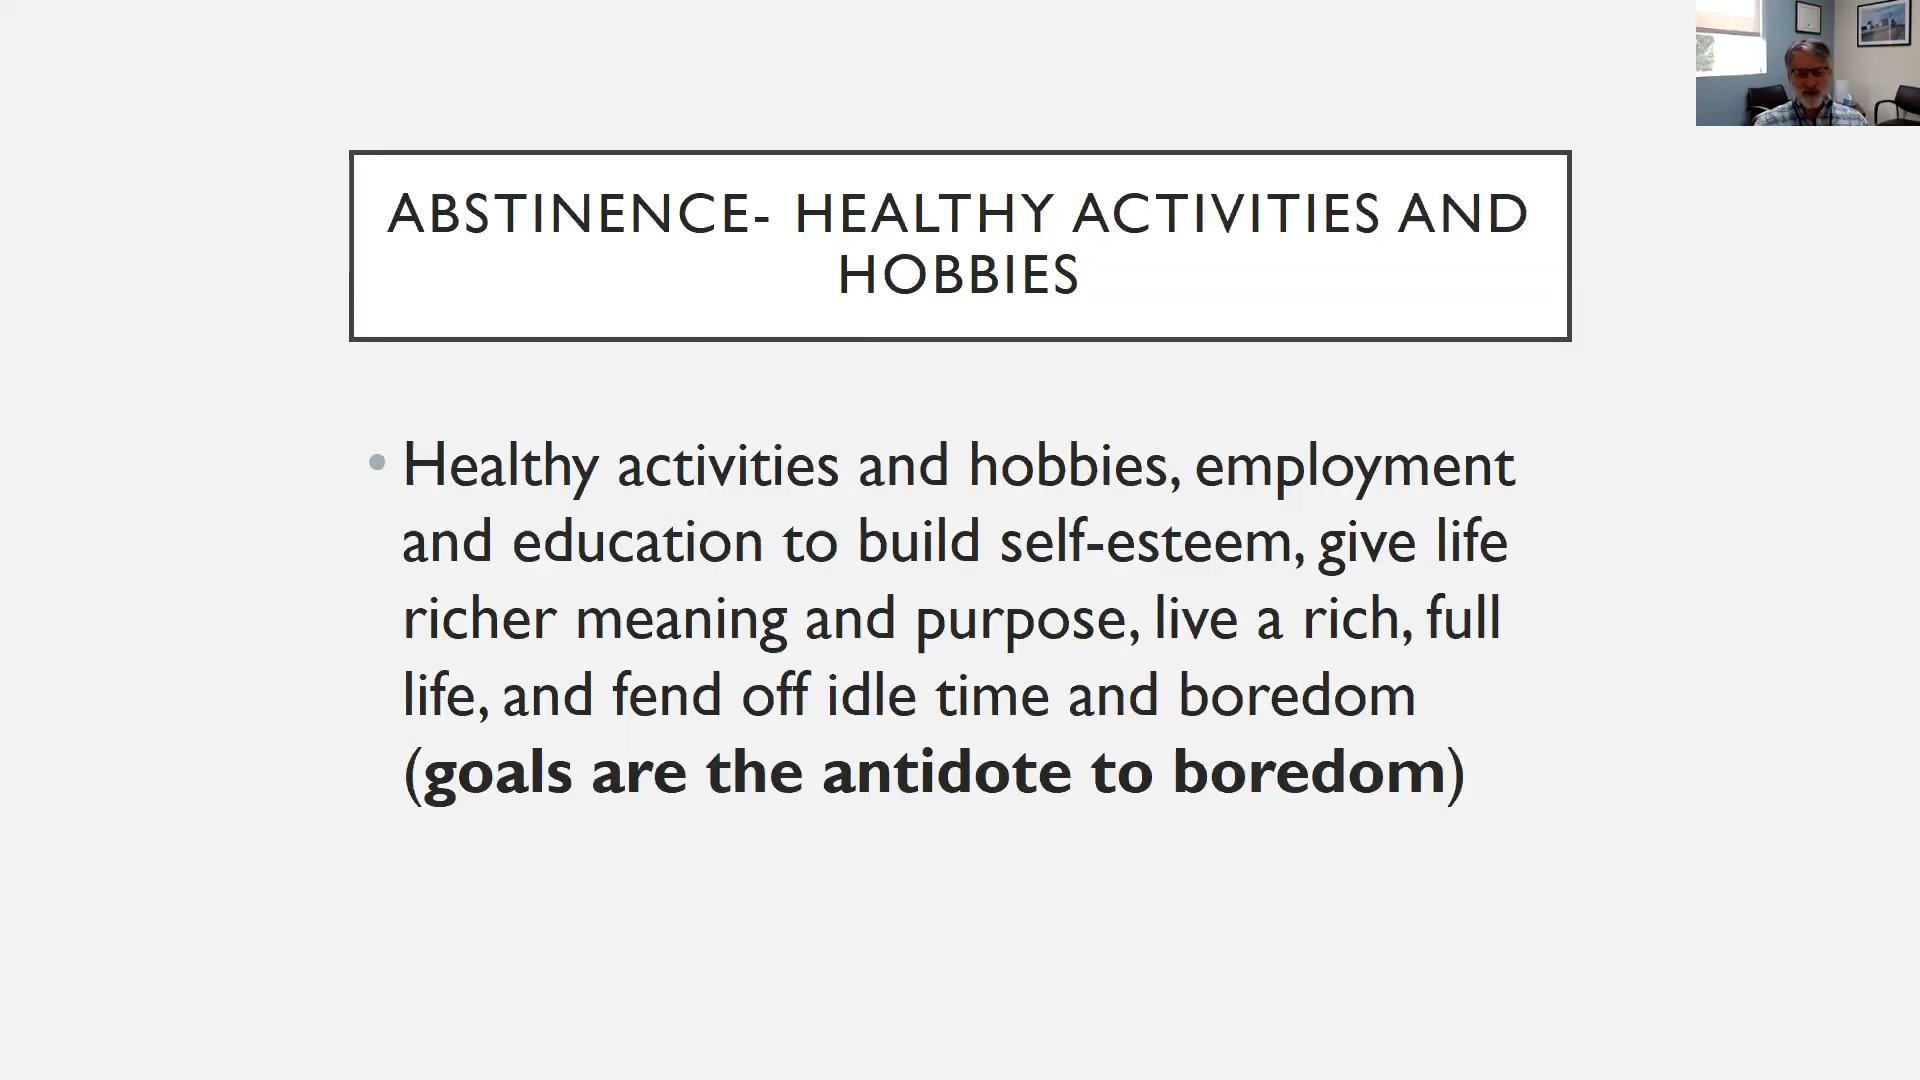 ABSTINENCE- HEALTHY ACTIVITIES AND
HOBBIES
• Healthy activities and hobbies, employment
and education to build self-esteem, give life
richer meaning and purpose, live a rich, full
life, and fend off idle time and boredom
(goals are the antidote to boredom)